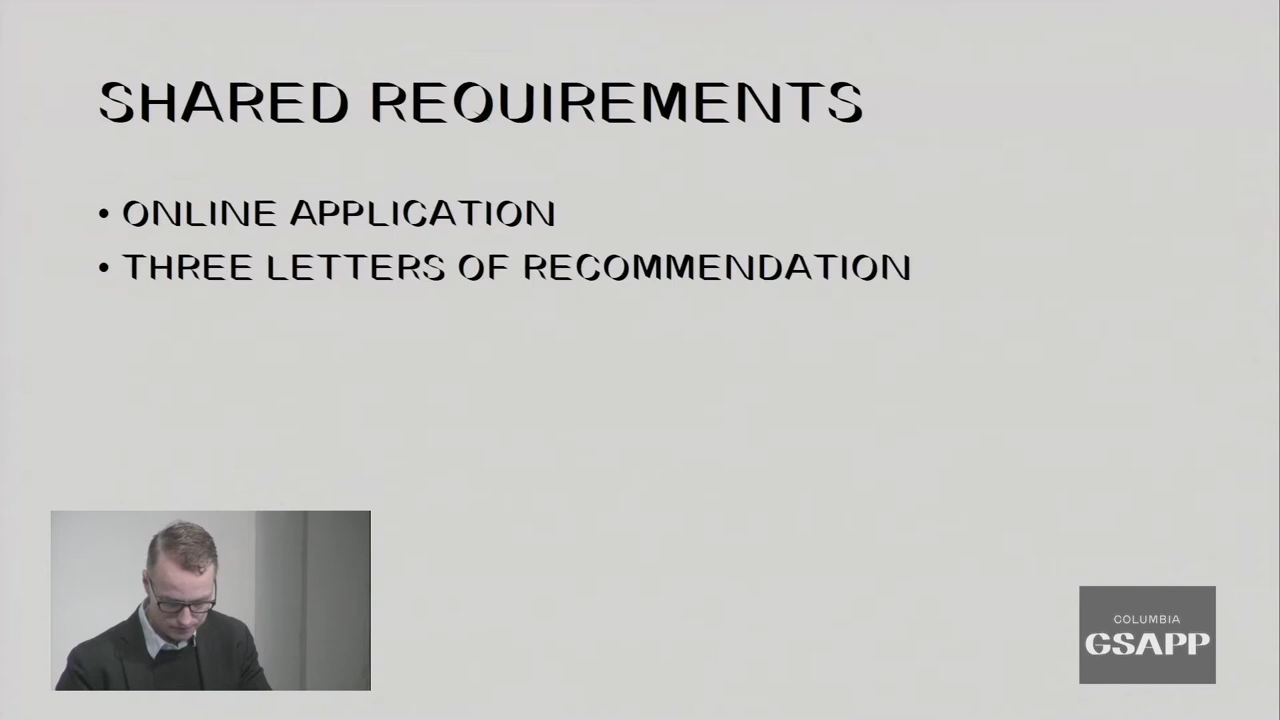 SHARED REQUIREMENTS
• ONLINE APPLICATION
• THREE LETTERS OF RECOMMENDATION
COLUMBIA
GSAPP